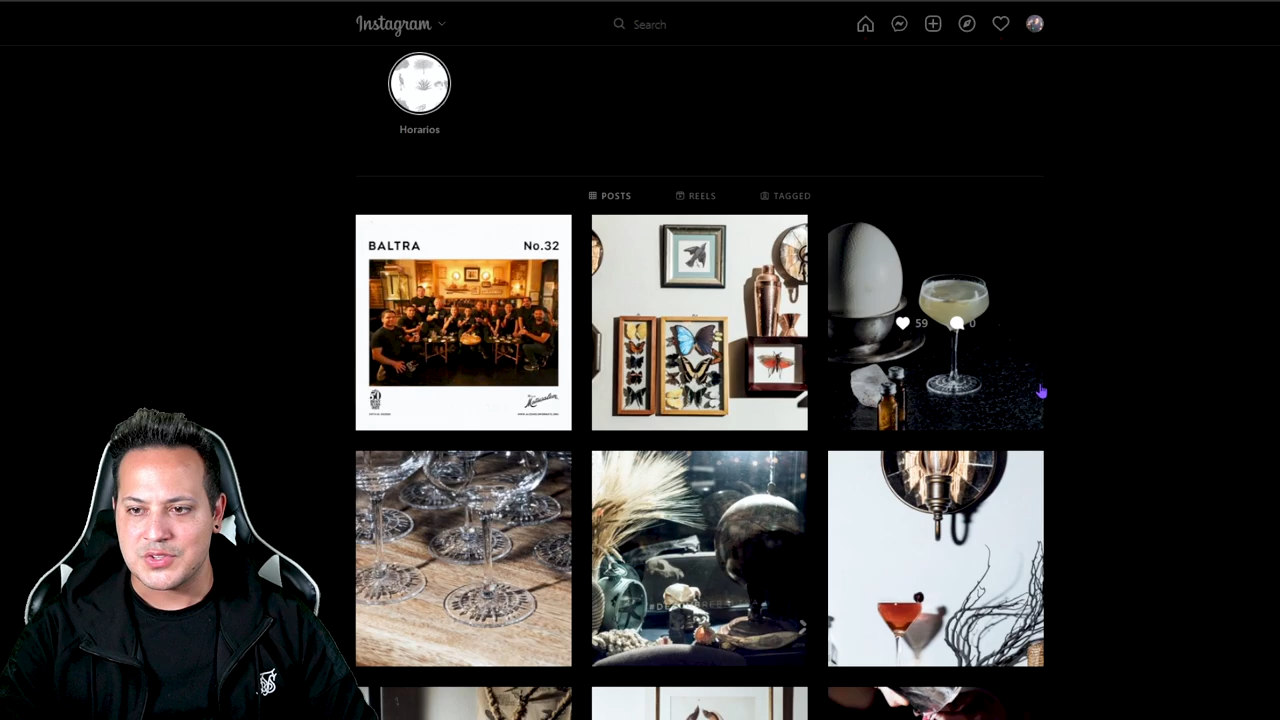 Instagram
Search
Horarios
POSTS
REELS
TAGGED
BALTRA
No.32
59
0